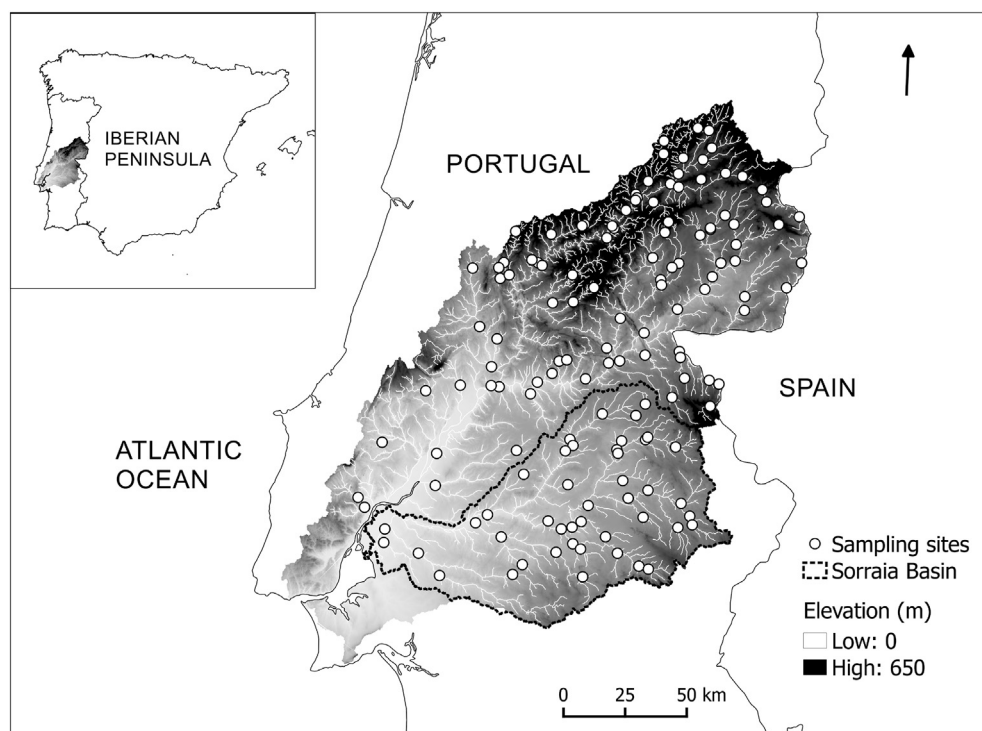 IBERIAN
PENINSULA
PORTUGAL
SPAIN
ATLANTIC
OCEAN
Sampling sites
Sorraia Basin
Elevation (m)
Low: 0
High: 650
0 25 50 km